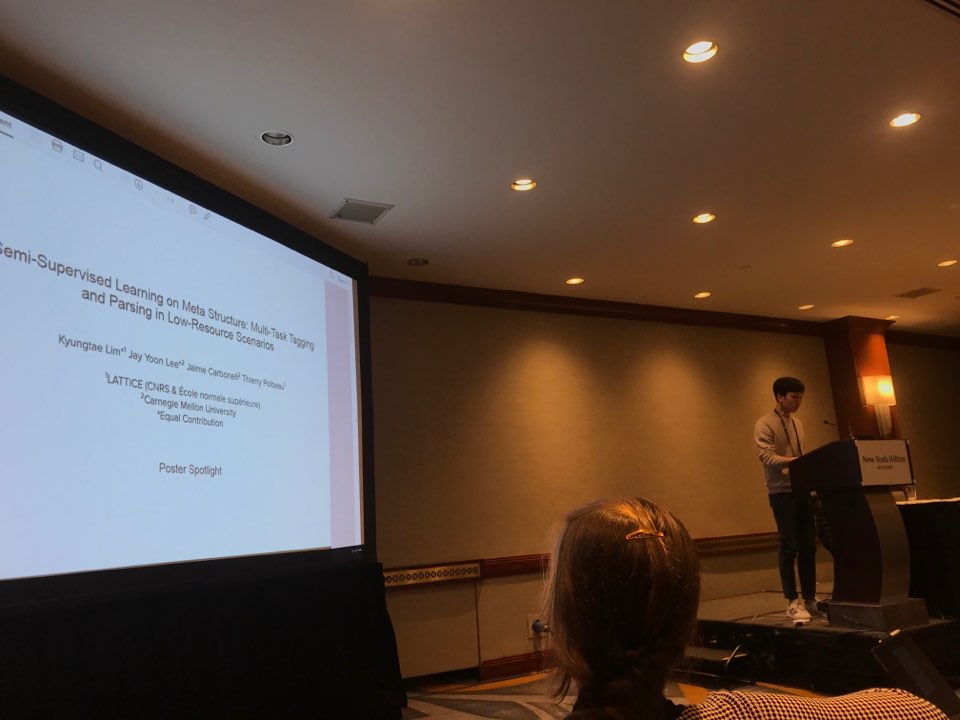 Semi-Supervised Learning on Meta Structure: Multi-Task Tagging
and Parsing in Low-Resource Scenarios
Kyungtae Lim*1 Jay Yoon Lee*2 Jaime Carbonell2 Thierry Poibeau1
1LATTICE (CNRS & École normale supérieure)
2Carnegie Mellon University
*Equal Contribution
Poster Spotlight
New York Hilton